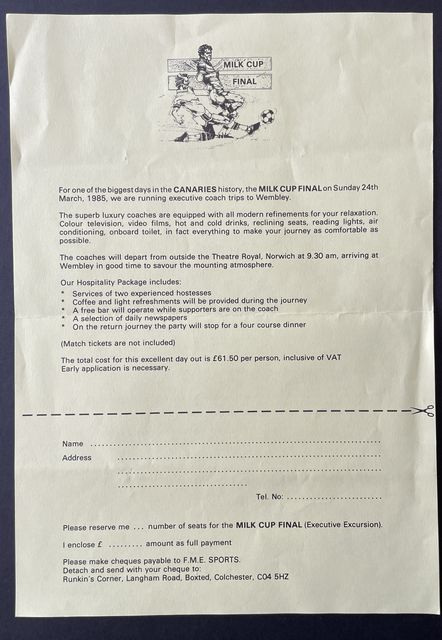 MILK CUP
FINAL
For one of the biggest days in the CANARIES history, the MILK CUP FINAL on Sunday 24th
March, 1985, we are running executive coach trips to Wembley.
The superb luxury coaches are equipped with all modern refinements for your relaxation.
Colour television, video films, hot and cold drinks, reclining seats, reading lights, air
conditioning, onboard toilet, in fact everything to make your journey as comfortable as
possible.
The coaches will depart from outside the Theatre Royal, Norwich at 9.30 am, arriving at
Wembley in good time to savour the mounting atmosphere.
Our Hospitality Package includes:
* Services of two experienced hostesses
* Coffee and light refreshments will be provided during the journey
* A free bar will operate while supporters are on the coach
* A selection of daily newspapers
* On the return journey the party will stop for a four course dinner
(Match tickets are not included)
The total cost for this excellent day out is £61.50 per person, inclusive of VAT
Early application is necessary.
Name ..........
Address ..........
Tel. No: ..........
Please reserve me ... number of seats for the MILK CUP FINAL (Executive Excursion).
I enclose £ ......... amount as full payment
Please make cheques payable to F.M.E. SPORTS.
Detach and send with your cheque to:
Runkin's Corner, Langham Road, Boxted, Colchester, CO4 5HZ